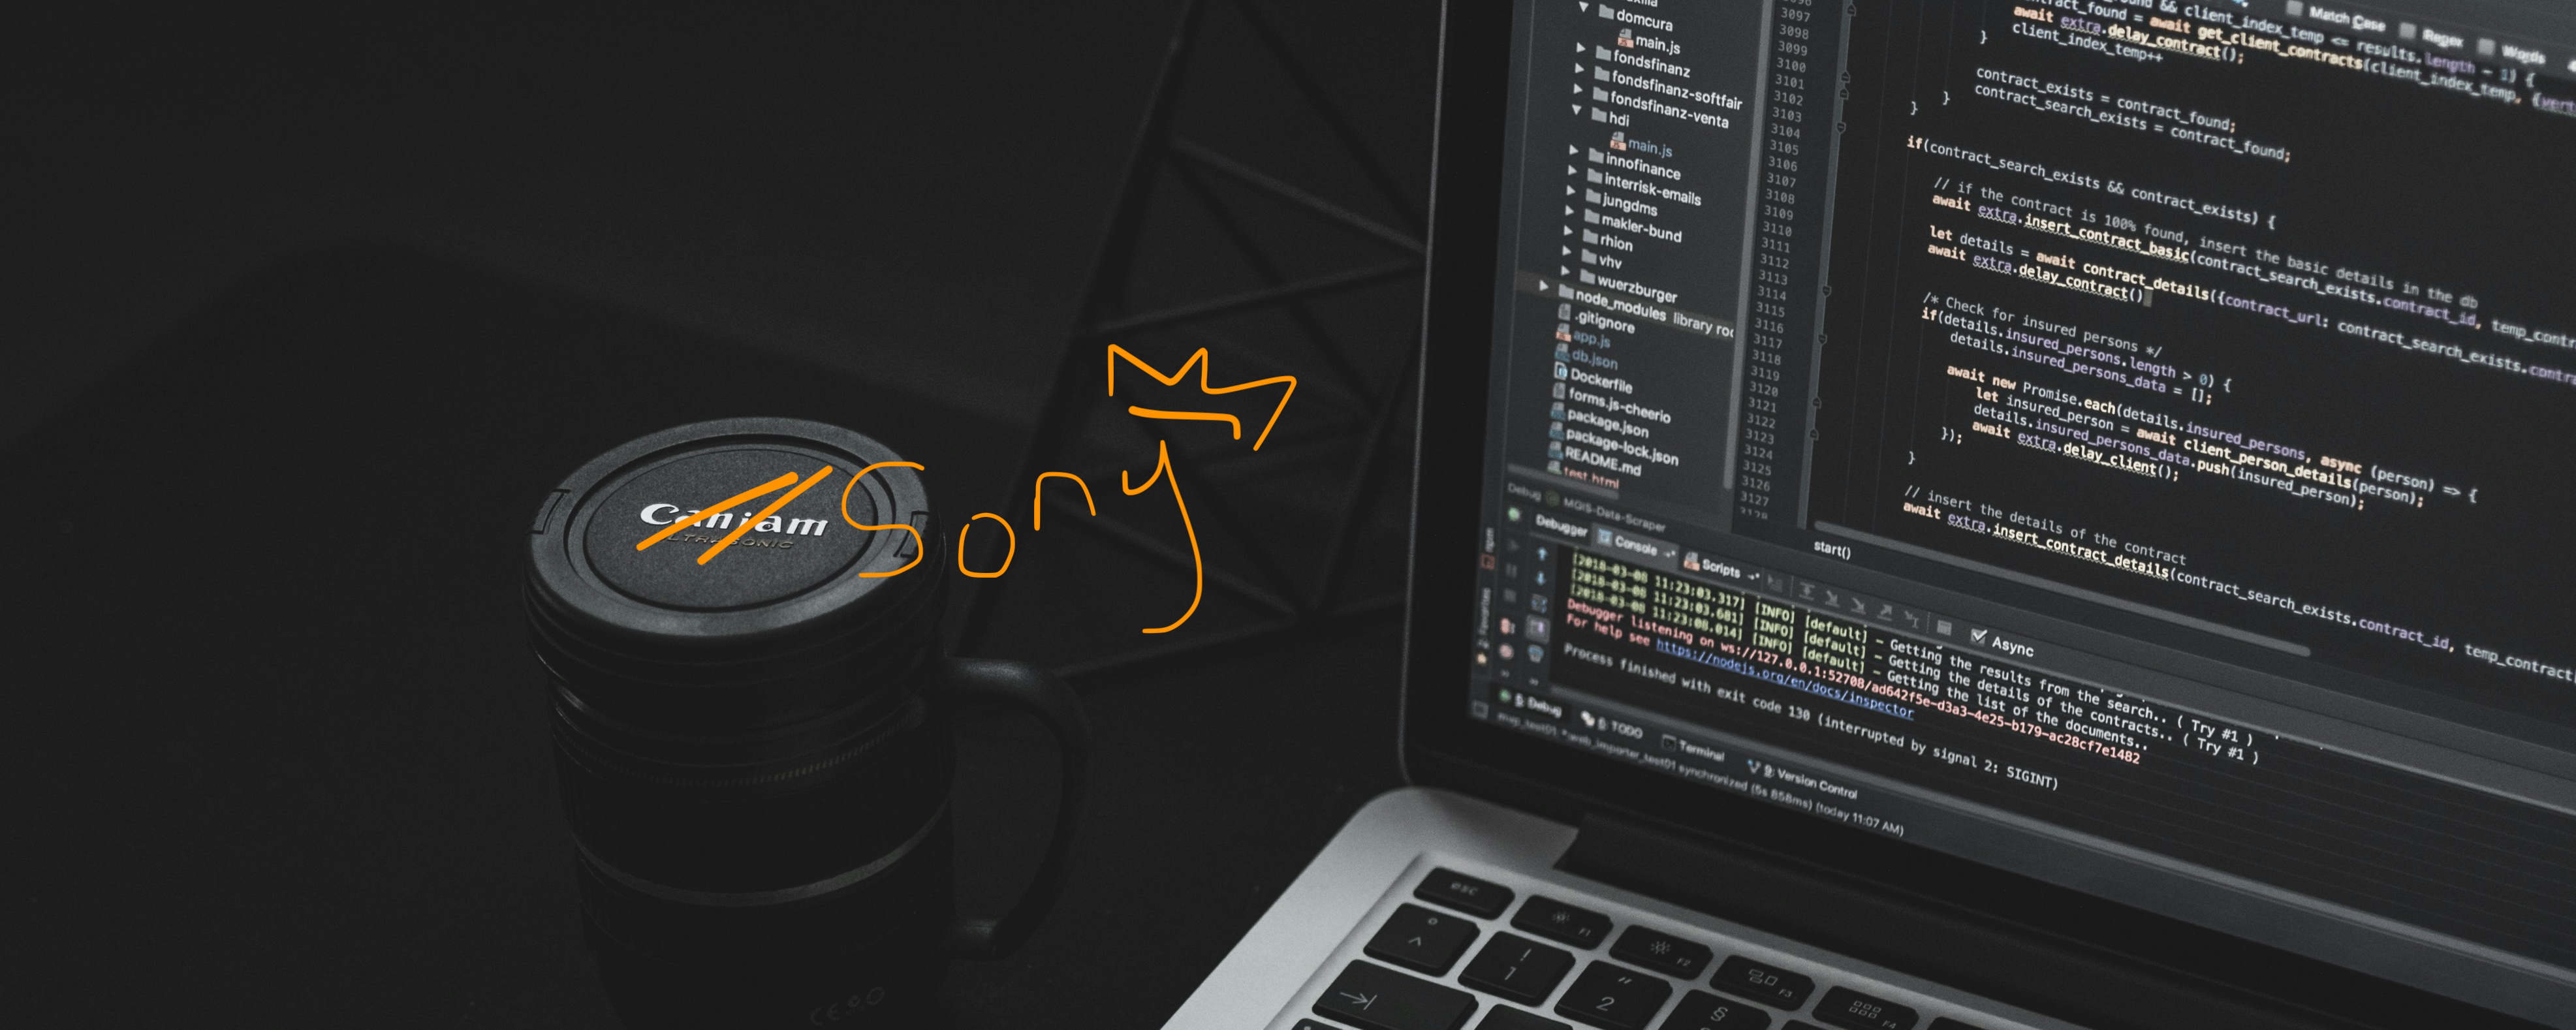 Caniam
ULTRASONIC
Sony
domcura
main.js
fondsfinanz
fondsfinanz-softfair
fondsfinanz-venta
hdi
main.js
innofinance
interrisk-emails
jungdms
makler-bund
rhion
vhv
wuerzburger
node_modules library roo
.gitignore
app.js
db.json
Dockerfile
forms.js-cheerio
package.json
package-lock.json
README.md
test.html
3097
3098
3099
3100
3101
3102
3103
3104
3105
3106
3107
3108
3109
3110
3111
3112
3113
3114
3115
3116
3117
3118
3119
3120
3121
3122
3123
3124
3125
3126
3127
Match Case Regex Words
&& client_index_temp <= results.length - 1) {
contract_found = await get_client_contracts(client_index_temp,
await extra.delay_contract();
client_index_temp++
}
contract_exists = contract_found;
contract_search_exists = contract_found;
}
}
if(contract_search_exists && contract_exists) {
// if the contract is 100% found, insert the basic details in the db
await extra.insert_contract_basic(contract_search_exists.contract_id, temp_contr
let details = await contract_details({contract_url: contract_search_exists.contra
await extra.delay_contract()
/* Check for insured persons */
if(details.insured_persons.length > 0) {
details.insured_persons_data = [];
await new Promise.each(details.insured_persons, async (person) => {
let insured_person = await client_person_details(person);
details.insured_persons_data.push(insured_person);
await extra.delay_client();
});
}
// insert the details of the contract
await extra.insert_contract_details(contract_search_exists.contract_id, temp_contract
start()
Debug MGIS-Data-Scraper
Debugger Console Scripts Async
[2018-03-08 11:23:03.317] [INFO] [default] - Getting the results from the search.. ( Try #1 )
[2018-03-08 11:23:03.681] [INFO] [default] - Getting the details of the contracts.. ( Try #1 )
[2018-03-08 11:23:08.014] [INFO] [default] - Getting the list of the documents..
Debugger listening on ws://127.0.0.1:52708/ad642f5e-d3a3-4e25-b179-ac28cf7e1482
For help see https://nodejs.org/en/docs/inspector
Process finished with exit code 130 (interrupted by signal 2: SIGINT)
npm
Favorites
5: Debug 6: TODO Terminal 9: Version Control
web_importer_test01 synchronized (5s 858ms) (today 11:07 AM)
esc F1 F2 F3 F4
° ^ ! 1 " 2 §
CE